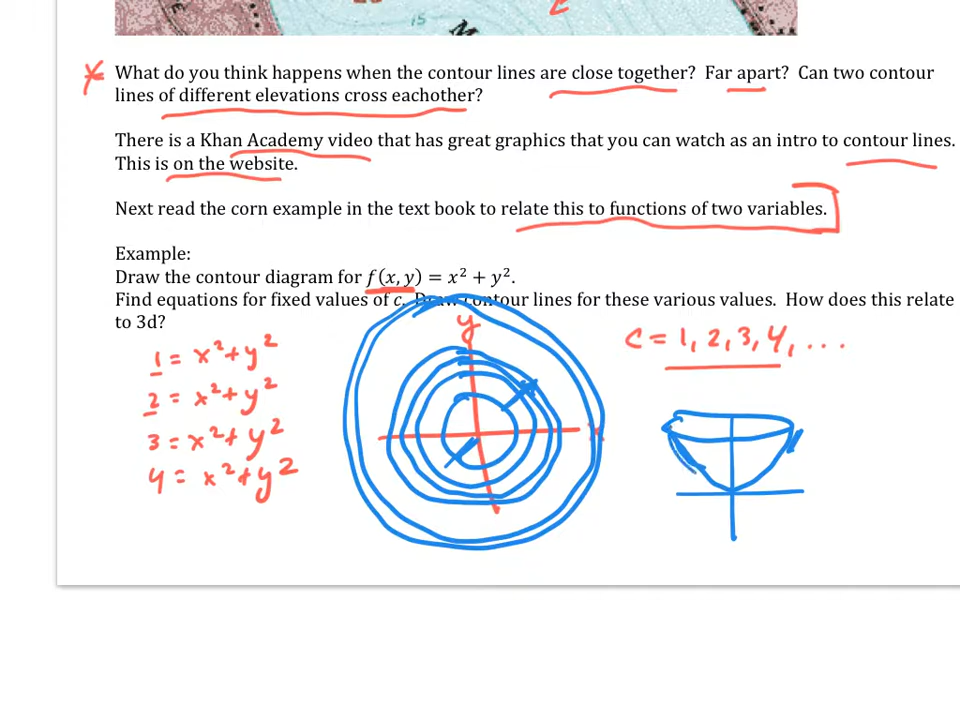 15
What do you think happens when the contour lines are close together? Far apart? Can two contour
lines of different elevations cross eachother?
There is a Khan Academy video that has great graphics that you can watch as an intro to contour lines.
This is on the website.
Next read the corn example in the text book to relate this to functions of two variables.
Example:
Draw the contour diagram for f(x, y) = x² + y².
Find equations for fixed values of c. Draw contour lines for these various values. How does this relate
to 3d?
y
C = 1, 2, 3, 4, ...
1 = x² + y²
2 = x² + y²
3 = x² + y²
4 = x² + y²
x